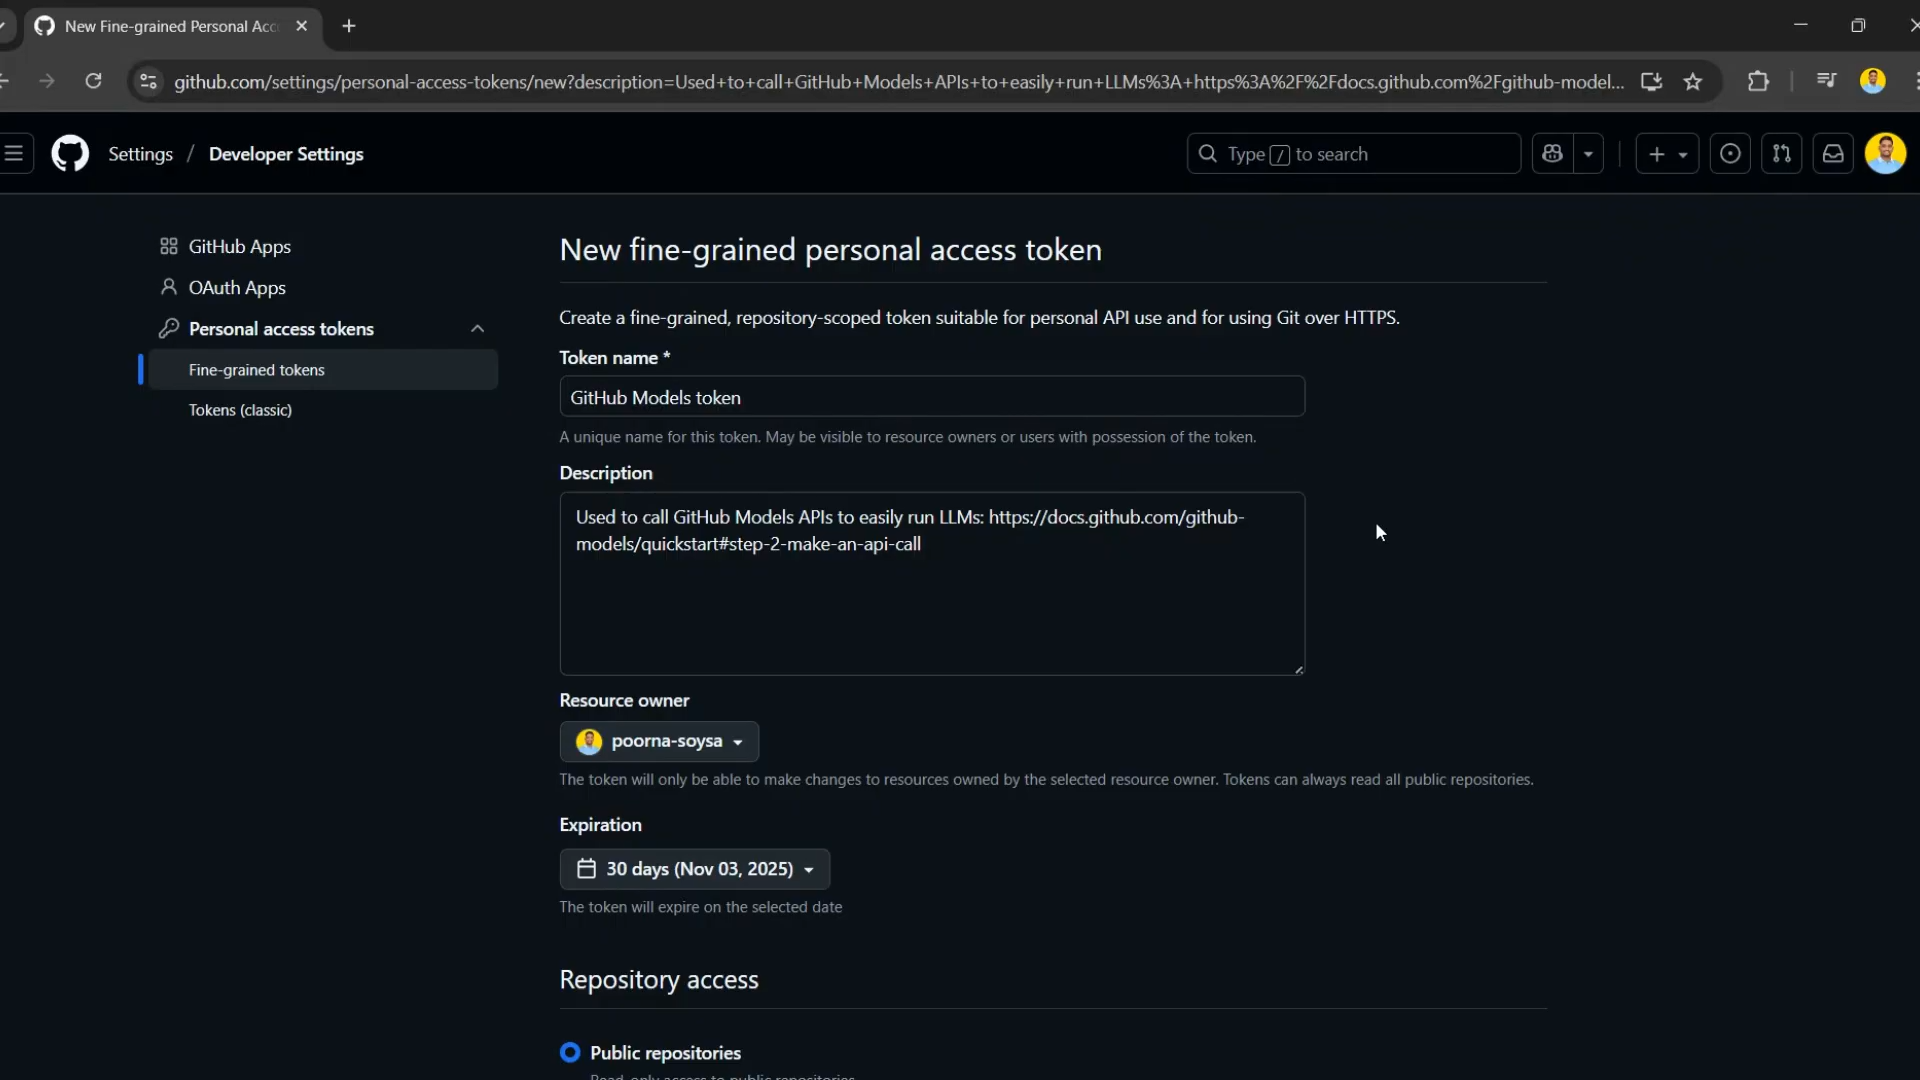 New Fine-grained Personal Acc
github.com/settings/personal-access-tokens/new?description=Used+to+call+GitHub+Models+APIs+to+easily+run+LLMs%3A+https%3A%2F%2Fdocs.github.com%2Fgithub-model...
Settings / Developer Settings
Type / to search
GitHub Apps
OAuth Apps
Personal access tokens
Fine-grained tokens
Tokens (classic)
New fine-grained personal access token
Create a fine-grained, repository-scoped token suitable for personal API use and for using Git over HTTPS.
Token name *
GitHub Models token
A unique name for this token. May be visible to resource owners or users with possession of the token.
Description
Used to call GitHub Models APIs to easily run LLMs: https://docs.github.com/github-
models/quickstart#step-2-make-an-api-call
Resource owner
poorna-soysa
The token will only be able to make changes to resources owned by the selected resource owner. Tokens can always read all public repositories.
Expiration
30 days (Nov 03, 2025)
The token will expire on the selected date
Repository access
Public repositories
Read-only access to public repositories